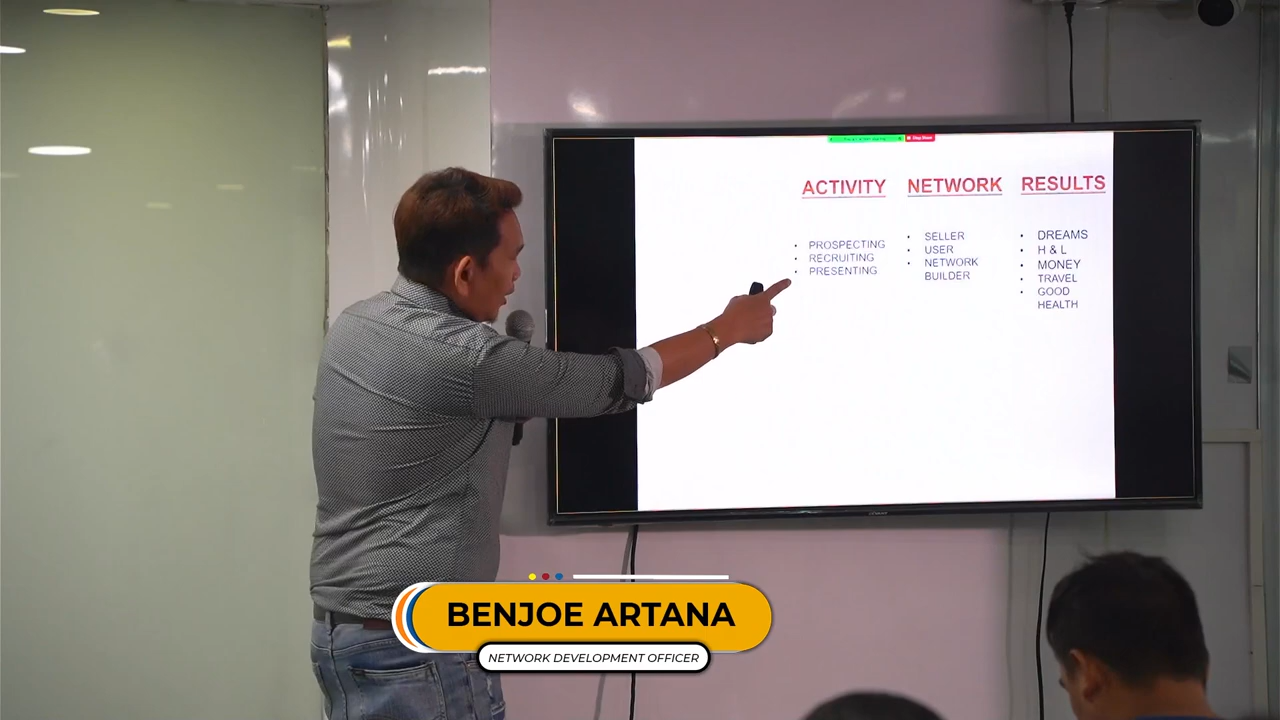 ACTIVITY
PROSPECTING
RECRUITING
PRESENTING
NETWORK
SELLER
USER
NETWORK
BUILDER
RESULTS
DREAMS
H & L
MONEY
TRAVEL
GOOD
HEALTH
BENJOE ARTANA
NETWORK DEVELOPMENT OFFICER